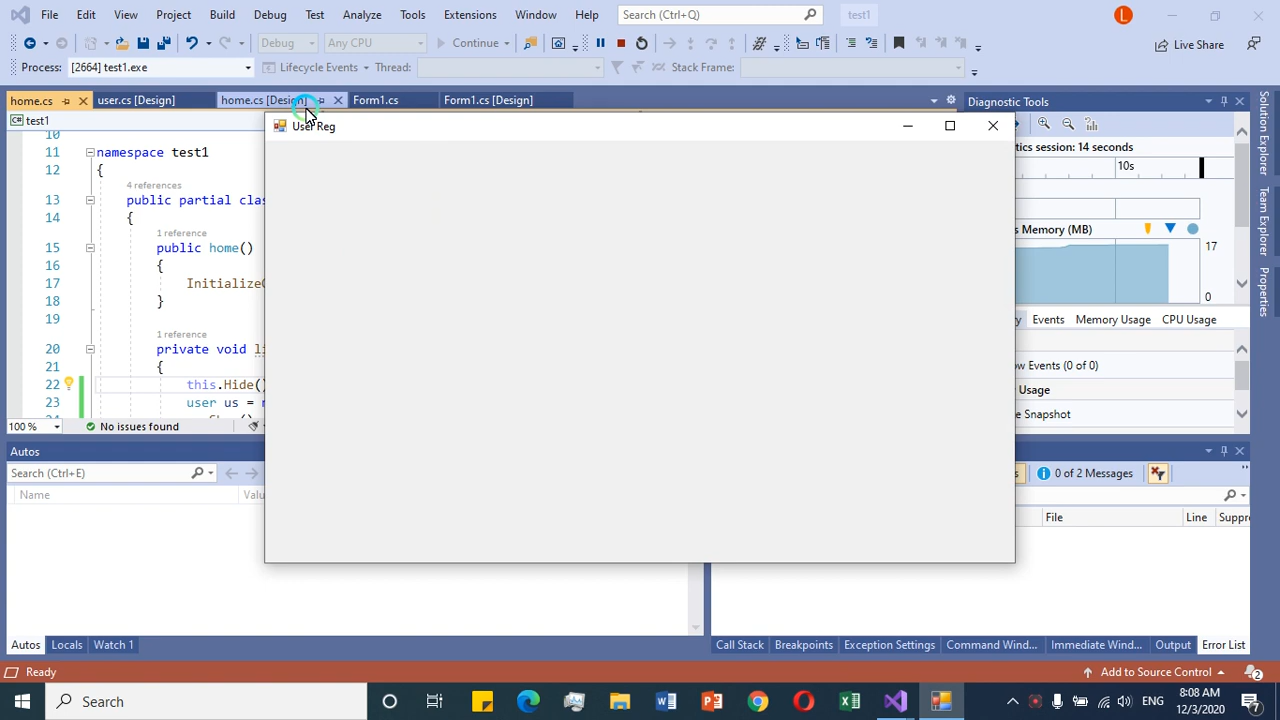 File Edit View Project Build Debug Test Analyze Tools Extensions Window Help Search (Ctrl+Q) test1 L
Debug Any CPU Continue Live Share
Process: [2664] test1.exe Lifecycle Events Thread: Stack Frame:
home.cs user.cs [Design] home.cs [Design] Form1.cs Form1.cs [Design] Diagnostic Tools
test1
User Reg
10
11 namespace test1 tics session: 14 seconds
12 { 10s
4 references
13 public partial clas
14 {
1 reference s Memory (MB)
15 public home() 17
16 {
17 Initialize
18 } 0
19 Events Memory Usage CPU Usage
1 reference
20 private void li
21 {
how Events (0 of 0)
22 this.Hide() Usage
23 user us = n
e Snapshot
100 % No issues found
Autos
Search (Ctrl+E) 0 of 2 Messages
Name Valu
File Line Suppre
Autos Locals Watch 1 Call Stack Breakpoints Exception Settings Command Wind... Immediate Wind... Output Error List
Ready Add to Source Control 2
Search ENG 8:08 AM
12/3/2020 7
Solution Explorer
Team Explorer
Properties